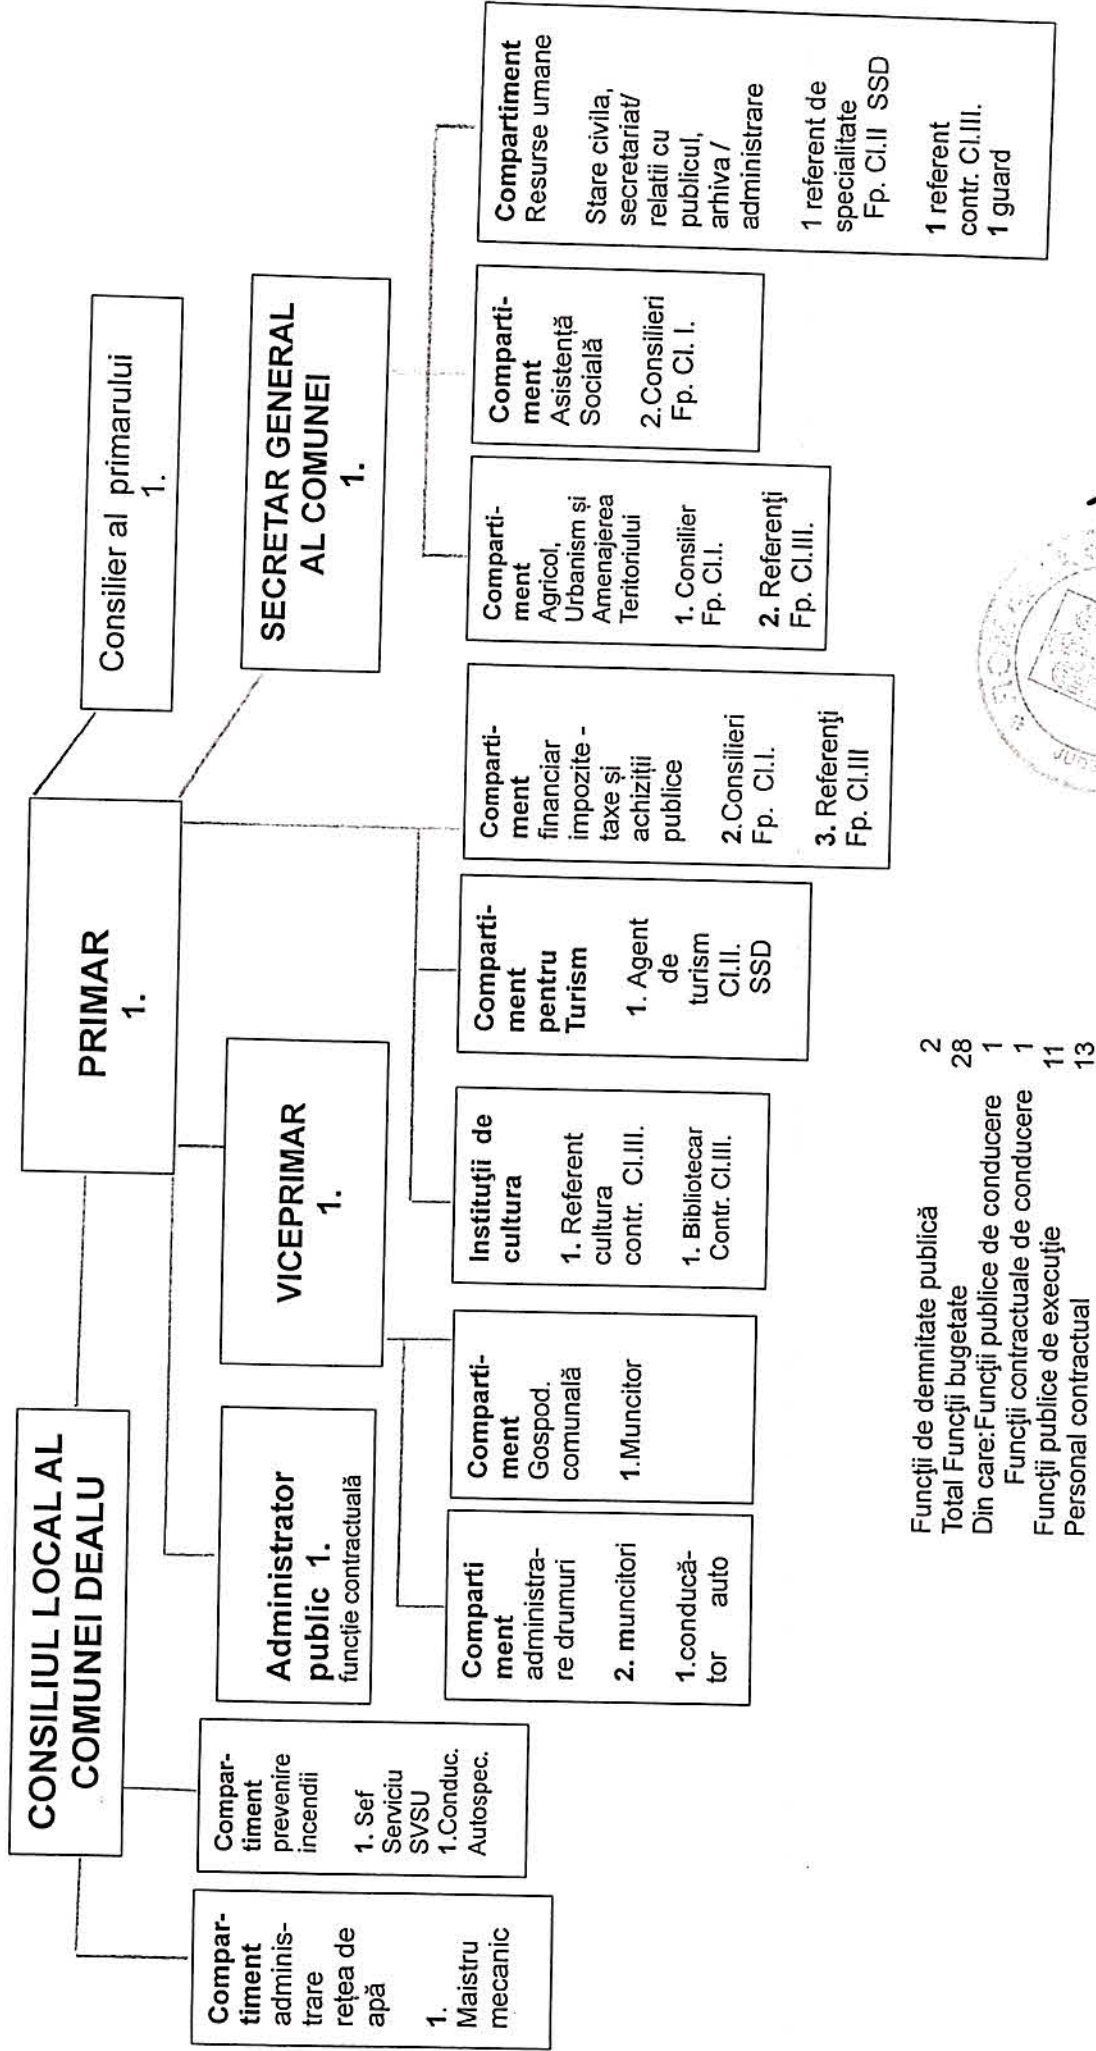 CONSILIUL LOCAL AL
COMUNEI DEALU
PRIMAR
1.
Consilier al primarului
1.
Administrator
public 1.
funcție contractuală
VICEPRIMAR
1.
SECRETAR GENERAL
AL COMUNEI
1.
Compar-
timent
adminis-
trare
rețea de
apă
1.
Maistru
mecanic
Compar-
timent
prevenire
incendii
1. Sef
Serviciu
SVSU
1.Conduc.
Autospec.
Comparti
ment
administra-
re drumuri
2. muncitori
1.conducă-
tor auto
Comparti-
ment
Gospod.
comunală
1.Muncitor
Instituţii de
cultura
1. Referent
cultura
contr. Cl.III.
1. Bibliotecar
Contr. Cl.III.
Comparti-
ment
pentru
Turism
1. Agent
de
turism
Cl.II.
SSD
Comparti-
ment
financiar
impozite -
taxe și
achiziții
publice
2.Consilieri
Fp. Cl.I.
3. Referenţi
Fp. Cl.III
Comparti-
ment
Agricol,
Urbanism și
Amenajerea
Teritoriului
1. Consilier
Fp. Cl.I.
2. Referenţi
Fp. Cl.III.
Comparti-
ment
Asistență
Socială
2.Consilieri
Fp. Cl. I.
Compartiment
Resurse umane
Stare civila,
secretariat/
relatii cu
publicul,
arhiva /
administrare
1 referent de
specialitate
Fp. Cl.II SSD
1 referent
contr. Cl.III.
1 guard
Funcţii de demnitate publică 2
Total Funcţii bugetate 28
Din care:Funcţii publice de conducere 1
Funcţii contractuale de conducere 1
Funcţii publice de execuţie 11
Personal contractual 13